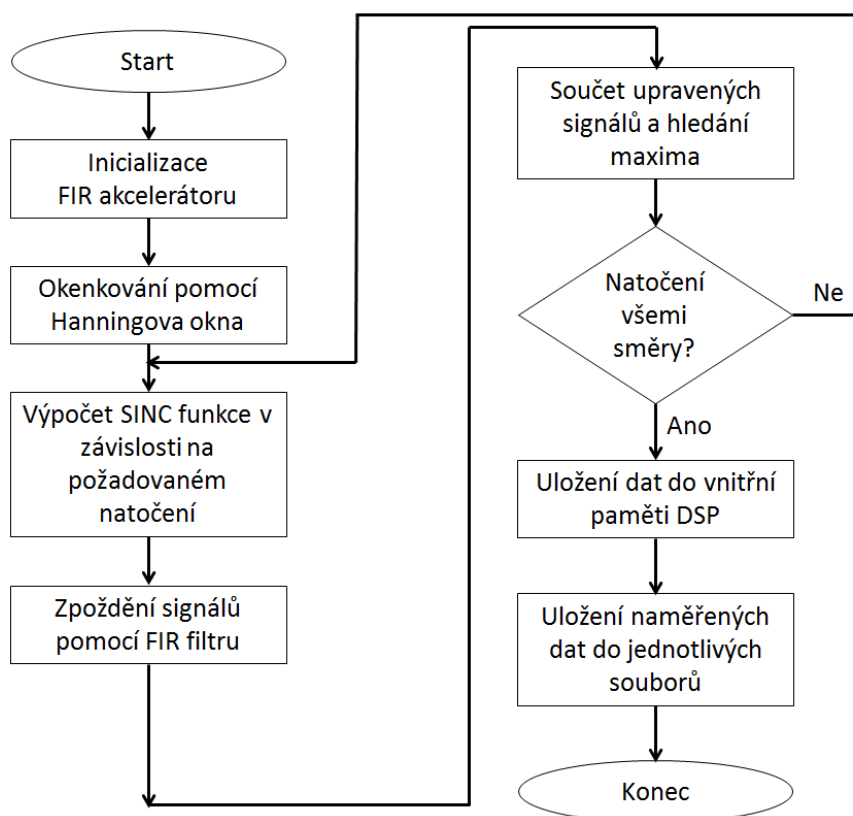 Start
Inicializace
FIR akcelerátoru
Okenkování pomocí
Hanningova okna
Výpočet SINC funkce v
závislosti na
požadovaném
natočení
Zpoždění signálů
pomocí FIR filtru
Součet upravených
signálů a hledání
maxima
Natočení
všemi
směry?
Ne
Ano
Uložení dat do vnitřní
paměti DSP
Uložení naměřených
dat do jednotlivých
souborů
Konec